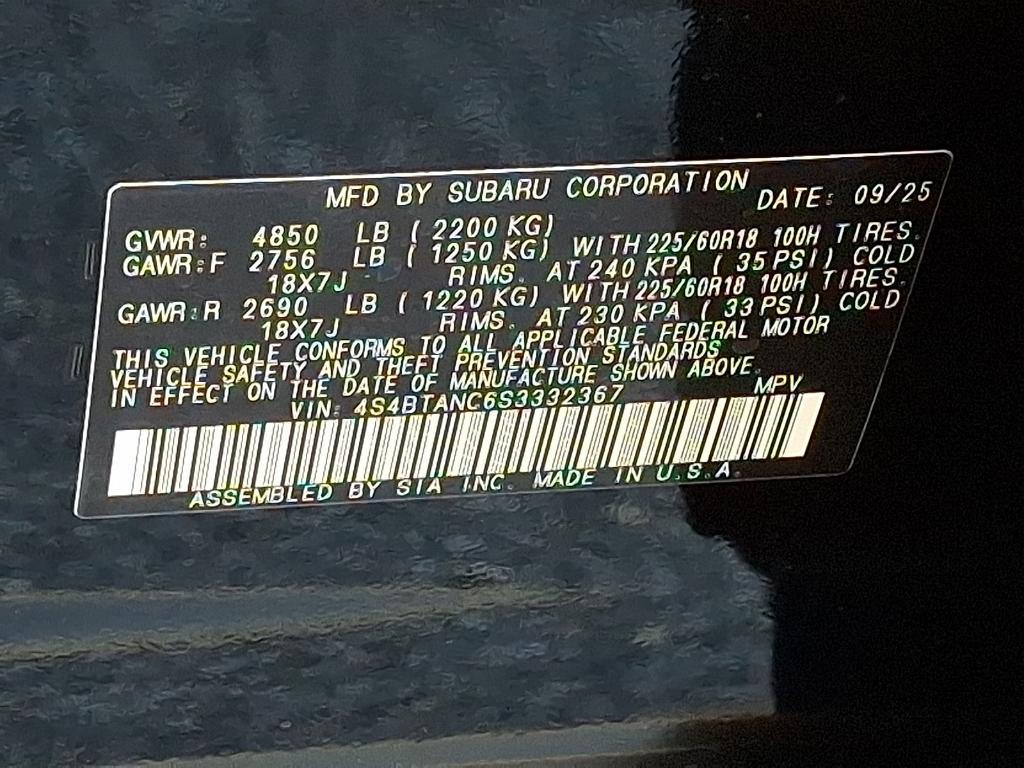 MFD BY SUBARU CORPORATION DATE: 09/25
GVWR: 4850 LB (2200 KG)
GAWR:F 2756 LB (1250 KG) WITH 225/60R18 100H TIRES.
18X7J RIMS. AT 240 KPA (35 PSI) COLD
GAWR:R 2690 LB (1220 KG) WITH 225/60R18 100H TIRES.
18X7J RIMS. AT 230 KPA (33 PSI) COLD
THIS VEHICLE CONFORMS TO ALL APPLICABLE FEDERAL MOTOR
VEHICLE SAFETY AND THEFT PREVENTION STANDARDS
IN EFFECT ON THE DATE OF MANUFACTURE SHOWN ABOVE.
VIN: 4S4BTANC6S3332367 MPV
ASSEMBLED BY SIA INC. MADE IN U.S.A.